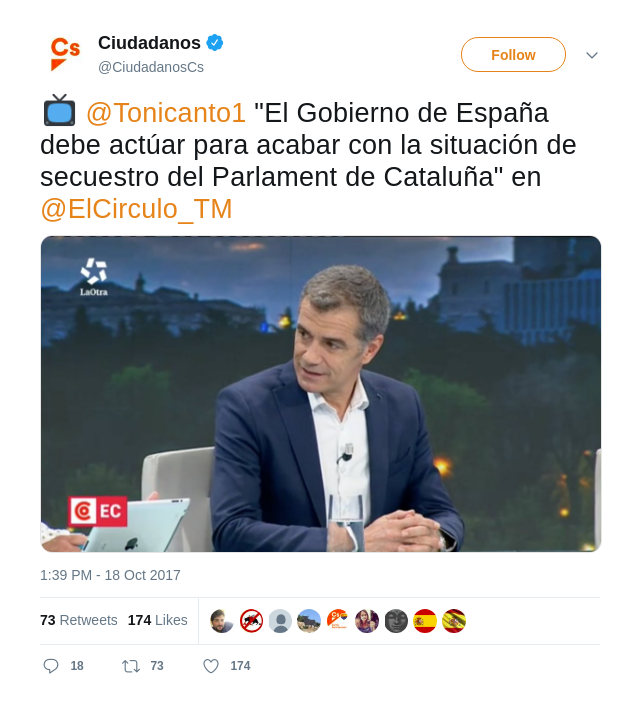 Cs
Ciudadanos
@CiudadanosCs
Follow
@Tonicanto1 "El Gobierno de España
debe actúar para acabar con la situación de
secuestro del Parlament de Cataluña" en
@ElCirculo_TM
LaOtra
EC
1:39 PM - 18 Oct 2017
73 Retweets 174 Likes
18 73 174